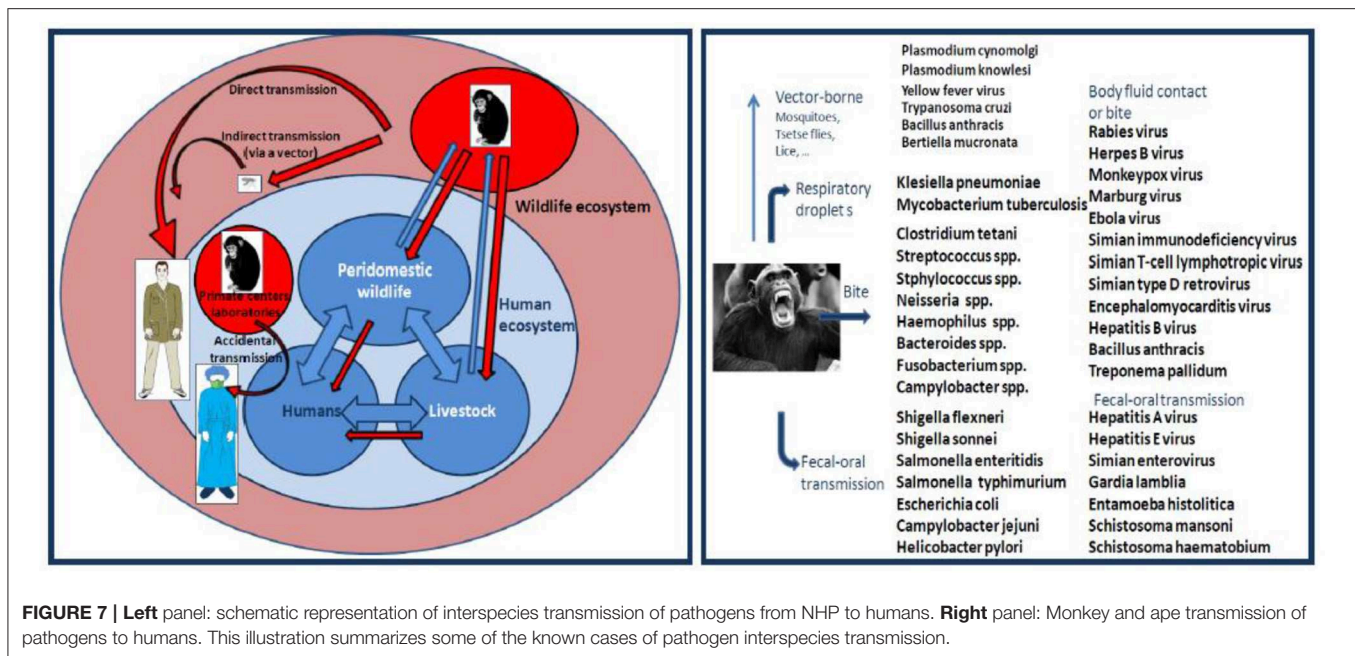 Direct transmission
Indirect transmission
(via a vector)
Wildlife ecosystem
Peridomestic
wildlife
Primate centers
laboratories
Human
ecosystem
Accidental
transmission
Humans
Livestock
Vector-borne
Mosquitoes,
Tsetse flies,
Lice, ...
Respiratory
droplets
Bite
Fecal-oral
transmission
Plasmodium cynomolgi
Plasmodium knowlesi
Yellow fever virus
Trypanosoma cruzi
Bacillus anthracis
Bertiella mucronata
Klesiella pneumoniae
Mycobacterium tuberculosis
Clostridium tetani
Streptococcus spp.
Stphylococcus spp.
Neisseria spp.
Haemophilus spp.
Bacteroides spp.
Fusobacterium spp.
Campylobacter spp.
Shigella flexneri
Shigella sonnei
Salmonella enteritidis
Salmonella typhimurium
Escherichia coli
Campylobacter jejuni
Helicobacter pylori
Body fluid contact
or bite
Rabies virus
Herpes B virus
Monkeypox virus
Marburg virus
Ebola virus
Simian immunodeficiency virus
Simian T-cell lymphotropic virus
Simian type D retrovirus
Encephalomyocarditis virus
Hepatitis B virus
Bacillus anthracis
Treponema pallidum
Fecal-oral transmission
Hepatitis A virus
Hepatitis E virus
Simian enterovirus
Gardia lamblia
Entamoeba histolitica
Schistosoma mansoni
Schistosoma haematobium
FIGURE 7 | Left panel: schematic representation of interspecies transmission of pathogens from NHP to humans. Right panel: Monkey and ape transmission of
pathogens to humans. This illustration summarizes some of the known cases of pathogen interspecies transmission.